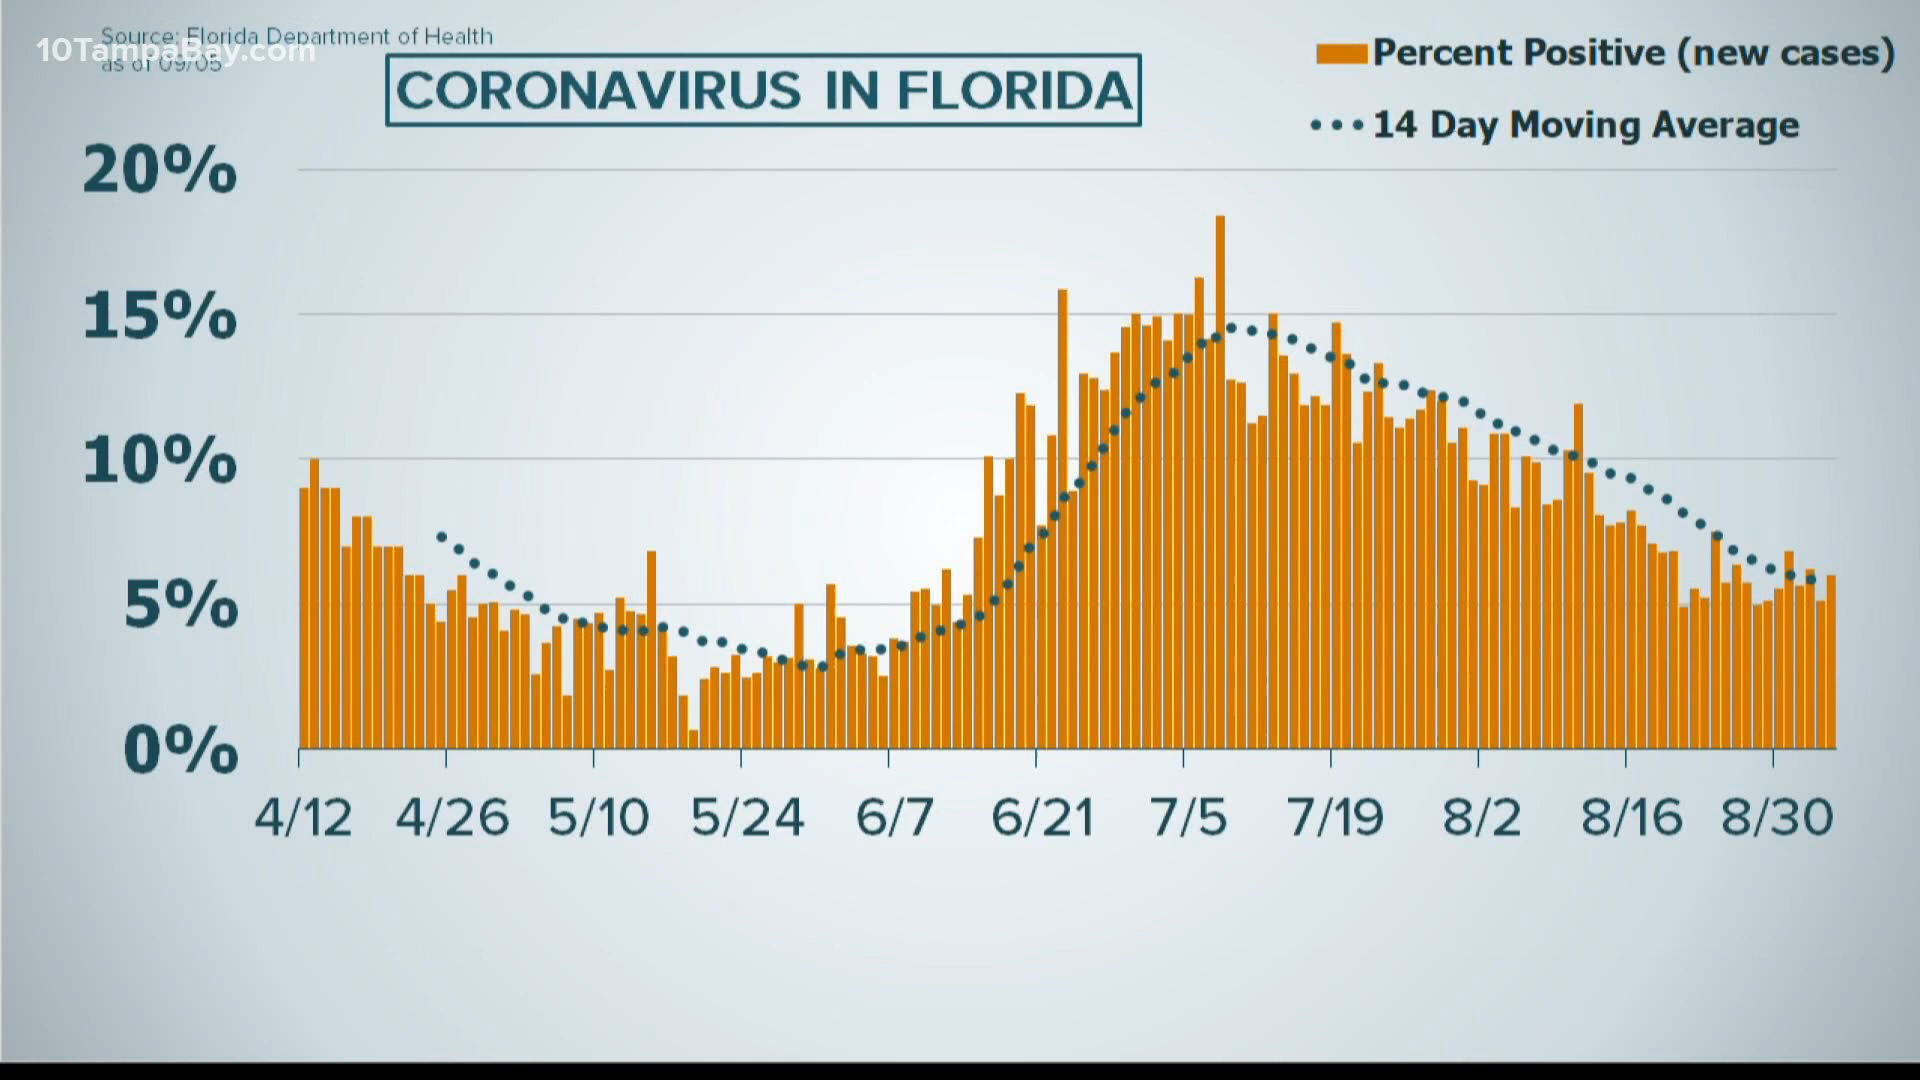 Source: Florida Department of Health
10TampaBay.com
as of 09/05
CORONAVIRUS IN FLORIDA
Percent Positive (new cases)
14 Day Moving Average
20%
15%
10%
5%
0%
4/12 4/26 5/10 5/24 6/7 6/21 7/5 7/19 8/2 8/16 8/30